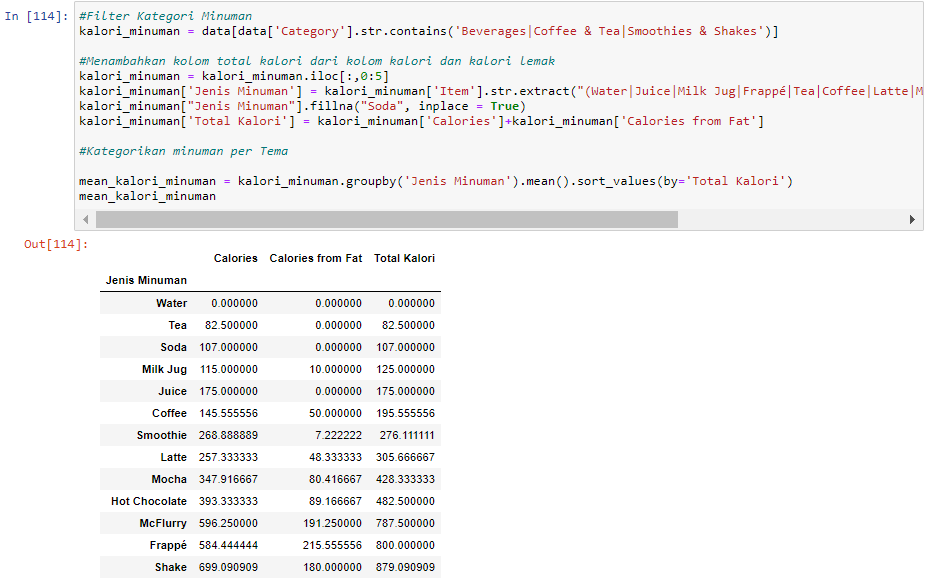 In [114]:
#Filter Kategori Minuman
kalori_minuman = data[data['Category'].str.contains('Beverages|Coffee & Tea|Smoothies & Shakes')]
#Menambahkan kolom total kalori dari kolom kalori dan kalori lemak
kalori_minuman = kalori_minuman.iloc[:,0:5]
kalori_minuman['Jenis Minuman'] = kalori_minuman['Item'].str.extract("(Water|Juice|Milk Jug|Frappé|Tea|Coffee|Latte|M
kalori_minuman["Jenis Minuman"].fillna("Soda", inplace = True)
kalori_minuman['Total Kalori'] = kalori_minuman['Calories']+kalori_minuman['Calories from Fat']
#Kategorikan minuman per Tema
mean_kalori_minuman = kalori_minuman.groupby('Jenis Minuman').mean().sort_values(by='Total Kalori')
mean_kalori_minuman
Out[114]:
Calories Calories from Fat Total Kalori
Jenis Minuman
Water 0.000000 0.000000 0.000000
Tea 82.500000 0.000000 82.500000
Soda 107.000000 0.000000 107.000000
Milk Jug 115.000000 10.000000 125.000000
Juice 175.000000 0.000000 175.000000
Coffee 145.555556 50.000000 195.555556
Smoothie 268.888889 7.222222 276.111111
Latte 257.333333 48.333333 305.666667
Mocha 347.916667 80.416667 428.333333
Hot Chocolate 393.333333 89.166667 482.500000
McFlurry 596.250000 191.250000 787.500000
Frappé 584.444444 215.555556 800.000000
Shake 699.090909 180.000000 879.090909